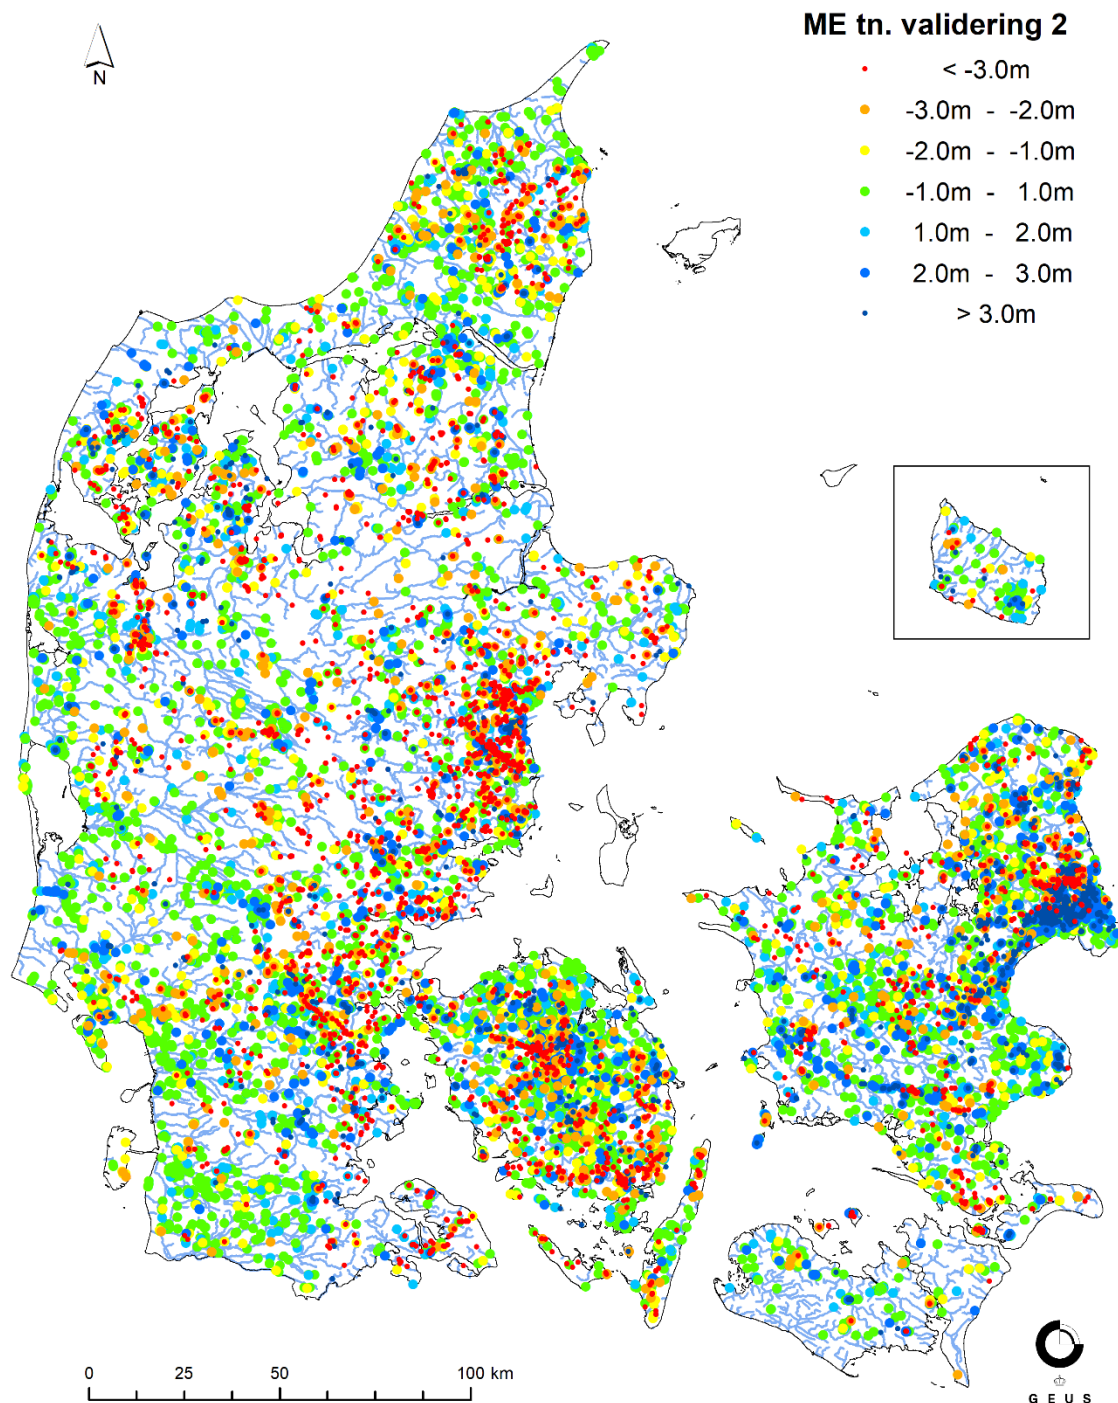 ME tn. validering 2
< -3.0m
-3.0m - -2.0m
-2.0m - -1.0m
-1.0m - 1.0m
1.0m - 2.0m
2.0m - 3.0m
> 3.0m
N
0 25 50 100 km
G E U S